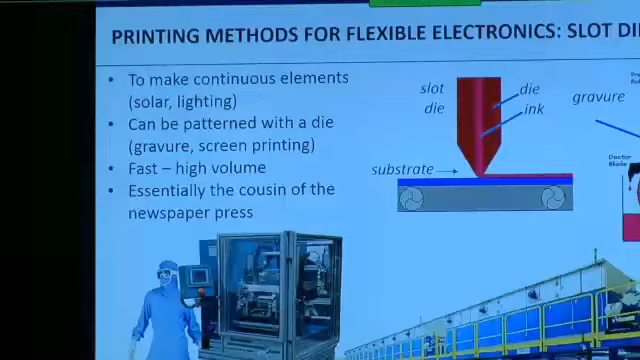 PRINTING METHODS FOR FLEXIBLE ELECTRONICS: SLOT DI
• To make continuous elements
(solar, lighting)
• Can be patterned with a die
(gravure, screen printing)
• Fast – high volume
• Essentially the cousin of the
newspaper press
slot
die
die
ink
substrate
gravure
Doctor
Blade